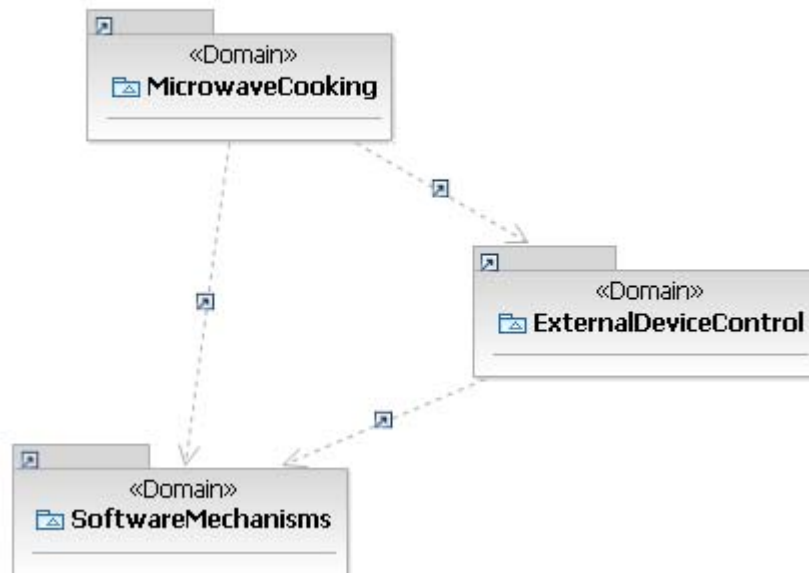 «Domain»
MicrowaveCooking
«Domain»
ExternalDeviceControl
«Domain»
SoftwareMechanisms